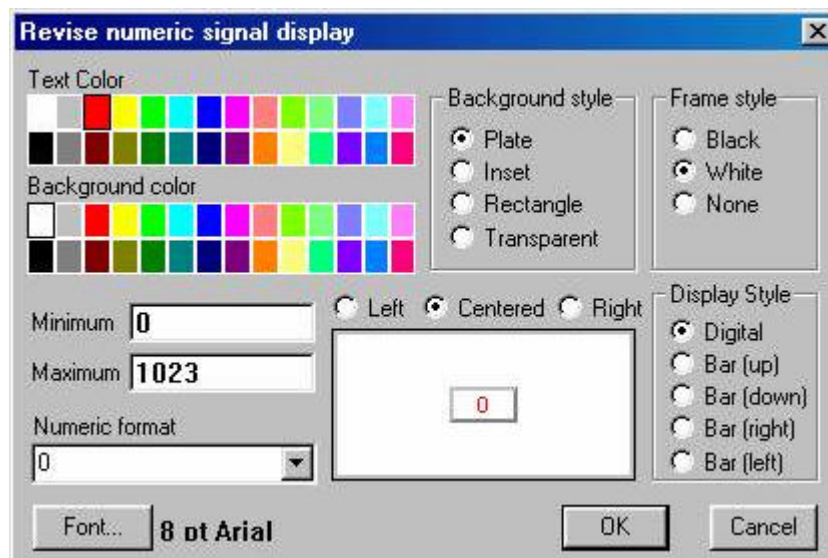 Revise numeric signal display
Text Color
Background color
Background style
Plate
Inset
Rectangle
Transparent
Frame style
Black
White
None
Minimum 0
Maximum 1023
Numeric format
0
Left Centered Right
0
Display Style
Digital
Bar (up)
Bar (down)
Bar (right)
Bar (left)
Font... 8 pt Arial
OK Cancel